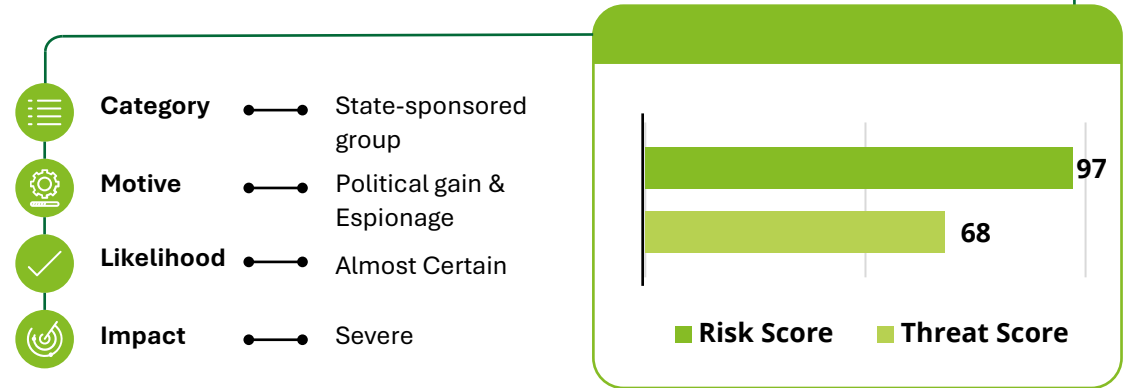 Category
State-sponsored
group
Motive
Political gain &
Espionage
Likelihood
Almost Certain
Impact
Severe
97
68
Risk Score
Threat Score